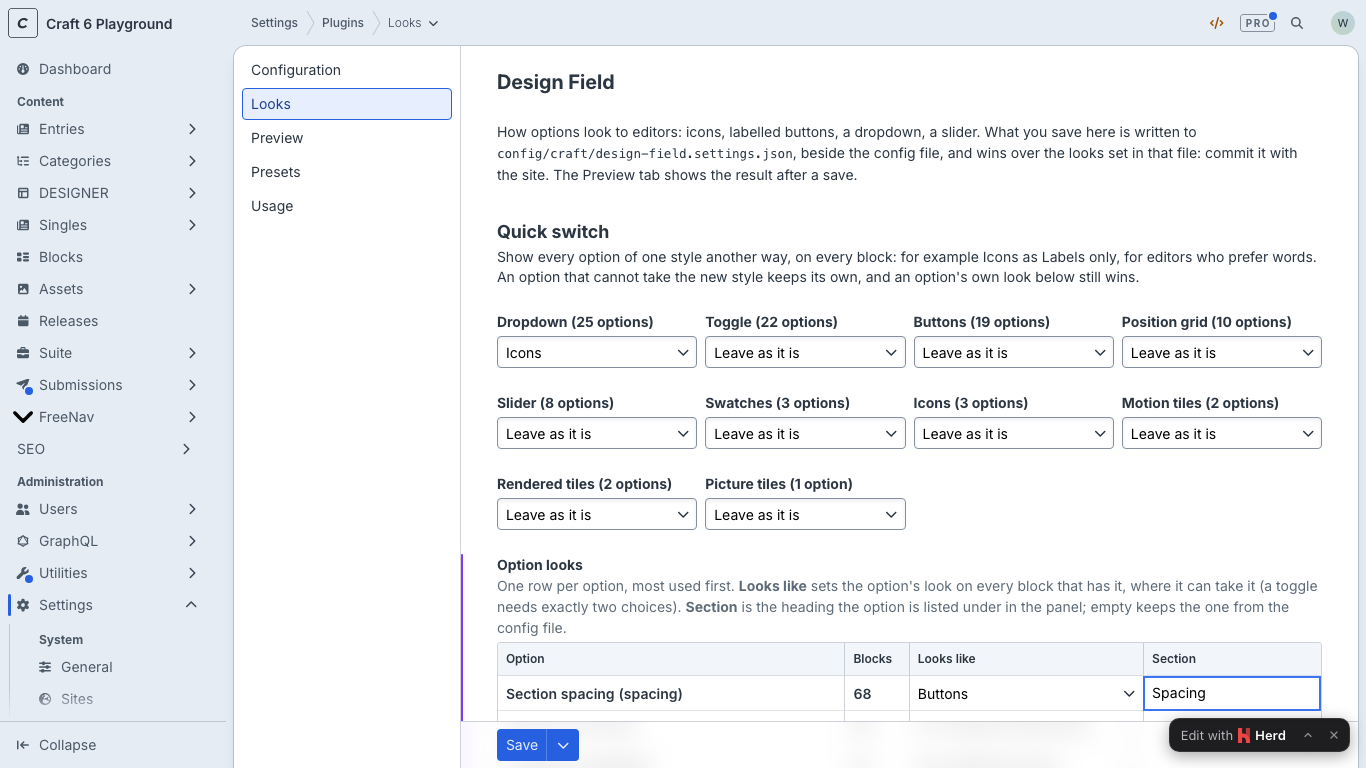 C
Craft 6 Playground
Settings
Plugins
Looks
</>
PRO
W
Dashboard
Content
Entries
Categories
DESIGNER
Singles
Blocks
Assets
Releases
Suite
Submissions
FreeNav
SEO
Administration
Users
GraphQL
Utilities
Settings
System
General
Sites
Collapse
Configuration
Looks
Preview
Presets
Usage
Design Field
How options look to editors: icons, labelled buttons, a dropdown, a slider. What you save here is written to
config/craft/design-field.settings.json, beside the config file, and wins over the looks set in that file: commit it with
the site. The Preview tab shows the result after a save.
Quick switch
Show every option of one style another way, on every block: for example Icons as Labels only, for editors who prefer words.
An option that cannot take the new style keeps its own, and an option's own look below still wins.
Dropdown (25 options) Toggle (22 options) Buttons (19 options) Position grid (10 options)
Icons Leave as it is Leave as it is Leave as it is
Slider (8 options) Swatches (3 options) Icons (3 options) Motion tiles (2 options)
Leave as it is Leave as it is Leave as it is Leave as it is
Rendered tiles (2 options) Picture tiles (1 option)
Leave as it is Leave as it is
Option looks
One row per option, most used first. Looks like sets the option's look on every block that has it, where it can take it (a toggle
needs exactly two choices). Section is the heading the option is listed under in the panel; empty keeps the one from the
config file.
Option Blocks Looks like Section
Section spacing (spacing) 68 Buttons Spacing
Save
Edit with Herd